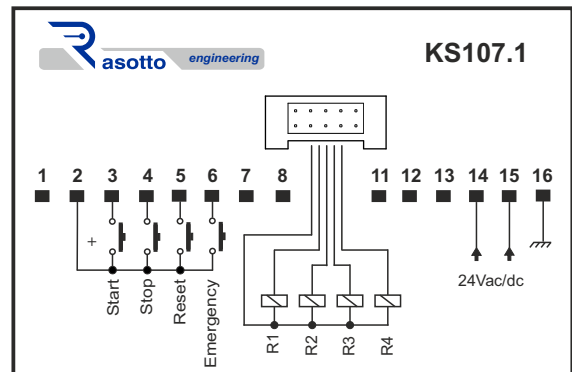 Rasotto engineering
KS107.1
1 2 3 4 5 6 7 8 11 12 13 14 15 16
+
24Vac/dc
Start
Stop
Reset
Emergency
R1
R2
R3
R4